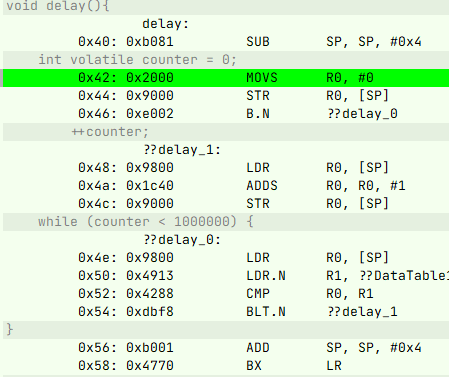 void delay(){
delay:
0x40: 0xb081 SUB SP, SP, #0x4
int volatile counter = 0;
0x42: 0x2000 MOVS R0, #0
0x44: 0x9000 STR R0, [SP]
0x46: 0xe002 B.N ??delay_0
++counter;
??delay_1:
0x48: 0x9800 LDR R0, [SP]
0x4a: 0x1c40 ADDS R0, R0, #1
0x4c: 0x9000 STR R0, [SP]
while (counter < 1000000) {
??delay_0:
0x4e: 0x9800 LDR R0, [SP]
0x50: 0x4913 LDR.N R1, ??DataTable1
0x52: 0x4288 CMP R0, R1
0x54: 0xdbf8 BLT.N ??delay_1
}
0x56: 0xb001 ADD SP, SP, #0x4
0x58: 0x4770 BX LR